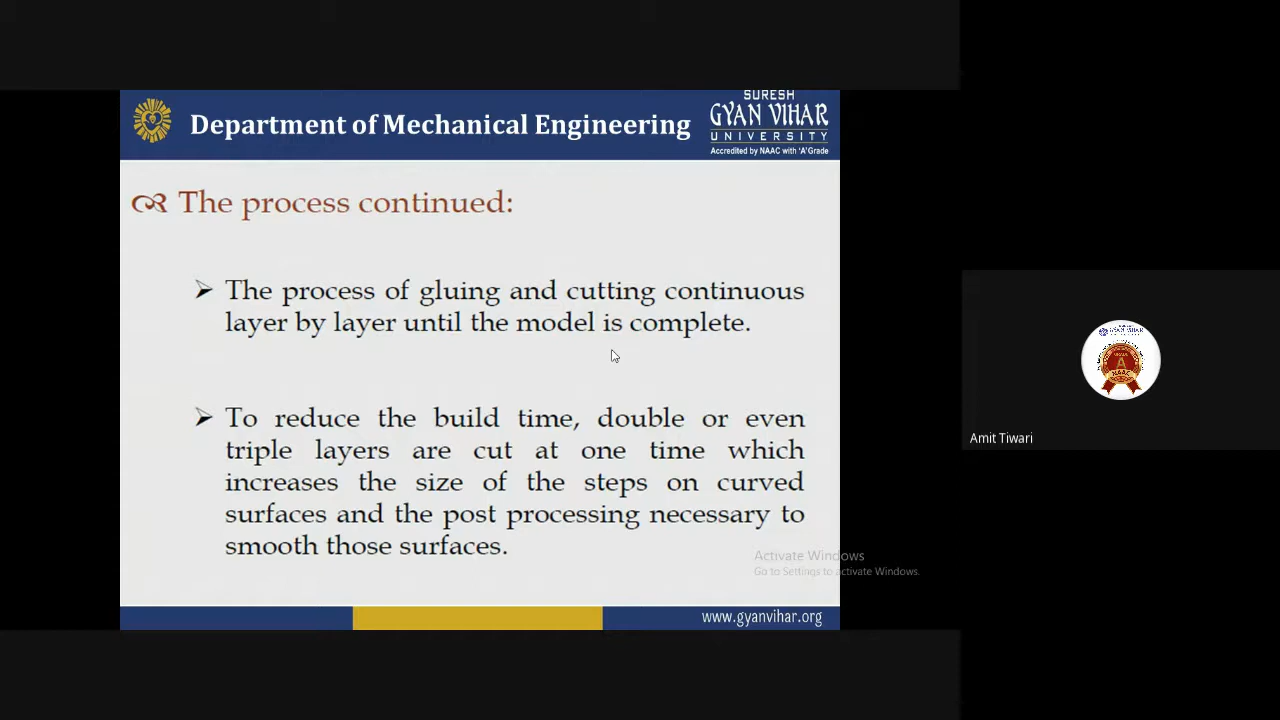 Department of Mechanical Engineering
SURESH
GYAN VIHAR
UNIVERSITY
Accredited by NAAC with 'A' Grade
The process continued:
The process of gluing and cutting continuous
layer by layer until the model is complete.
To reduce the build time, double or even
triple layers are cut at one time which
increases the size of the steps on curved
surfaces and the post processing necessary to
smooth those surfaces.
Activate Windows
Go to Settings to activate Windows.
www.gyanvihar.org
GYAN VIHAR
A
NAAC
Amit Tiwari